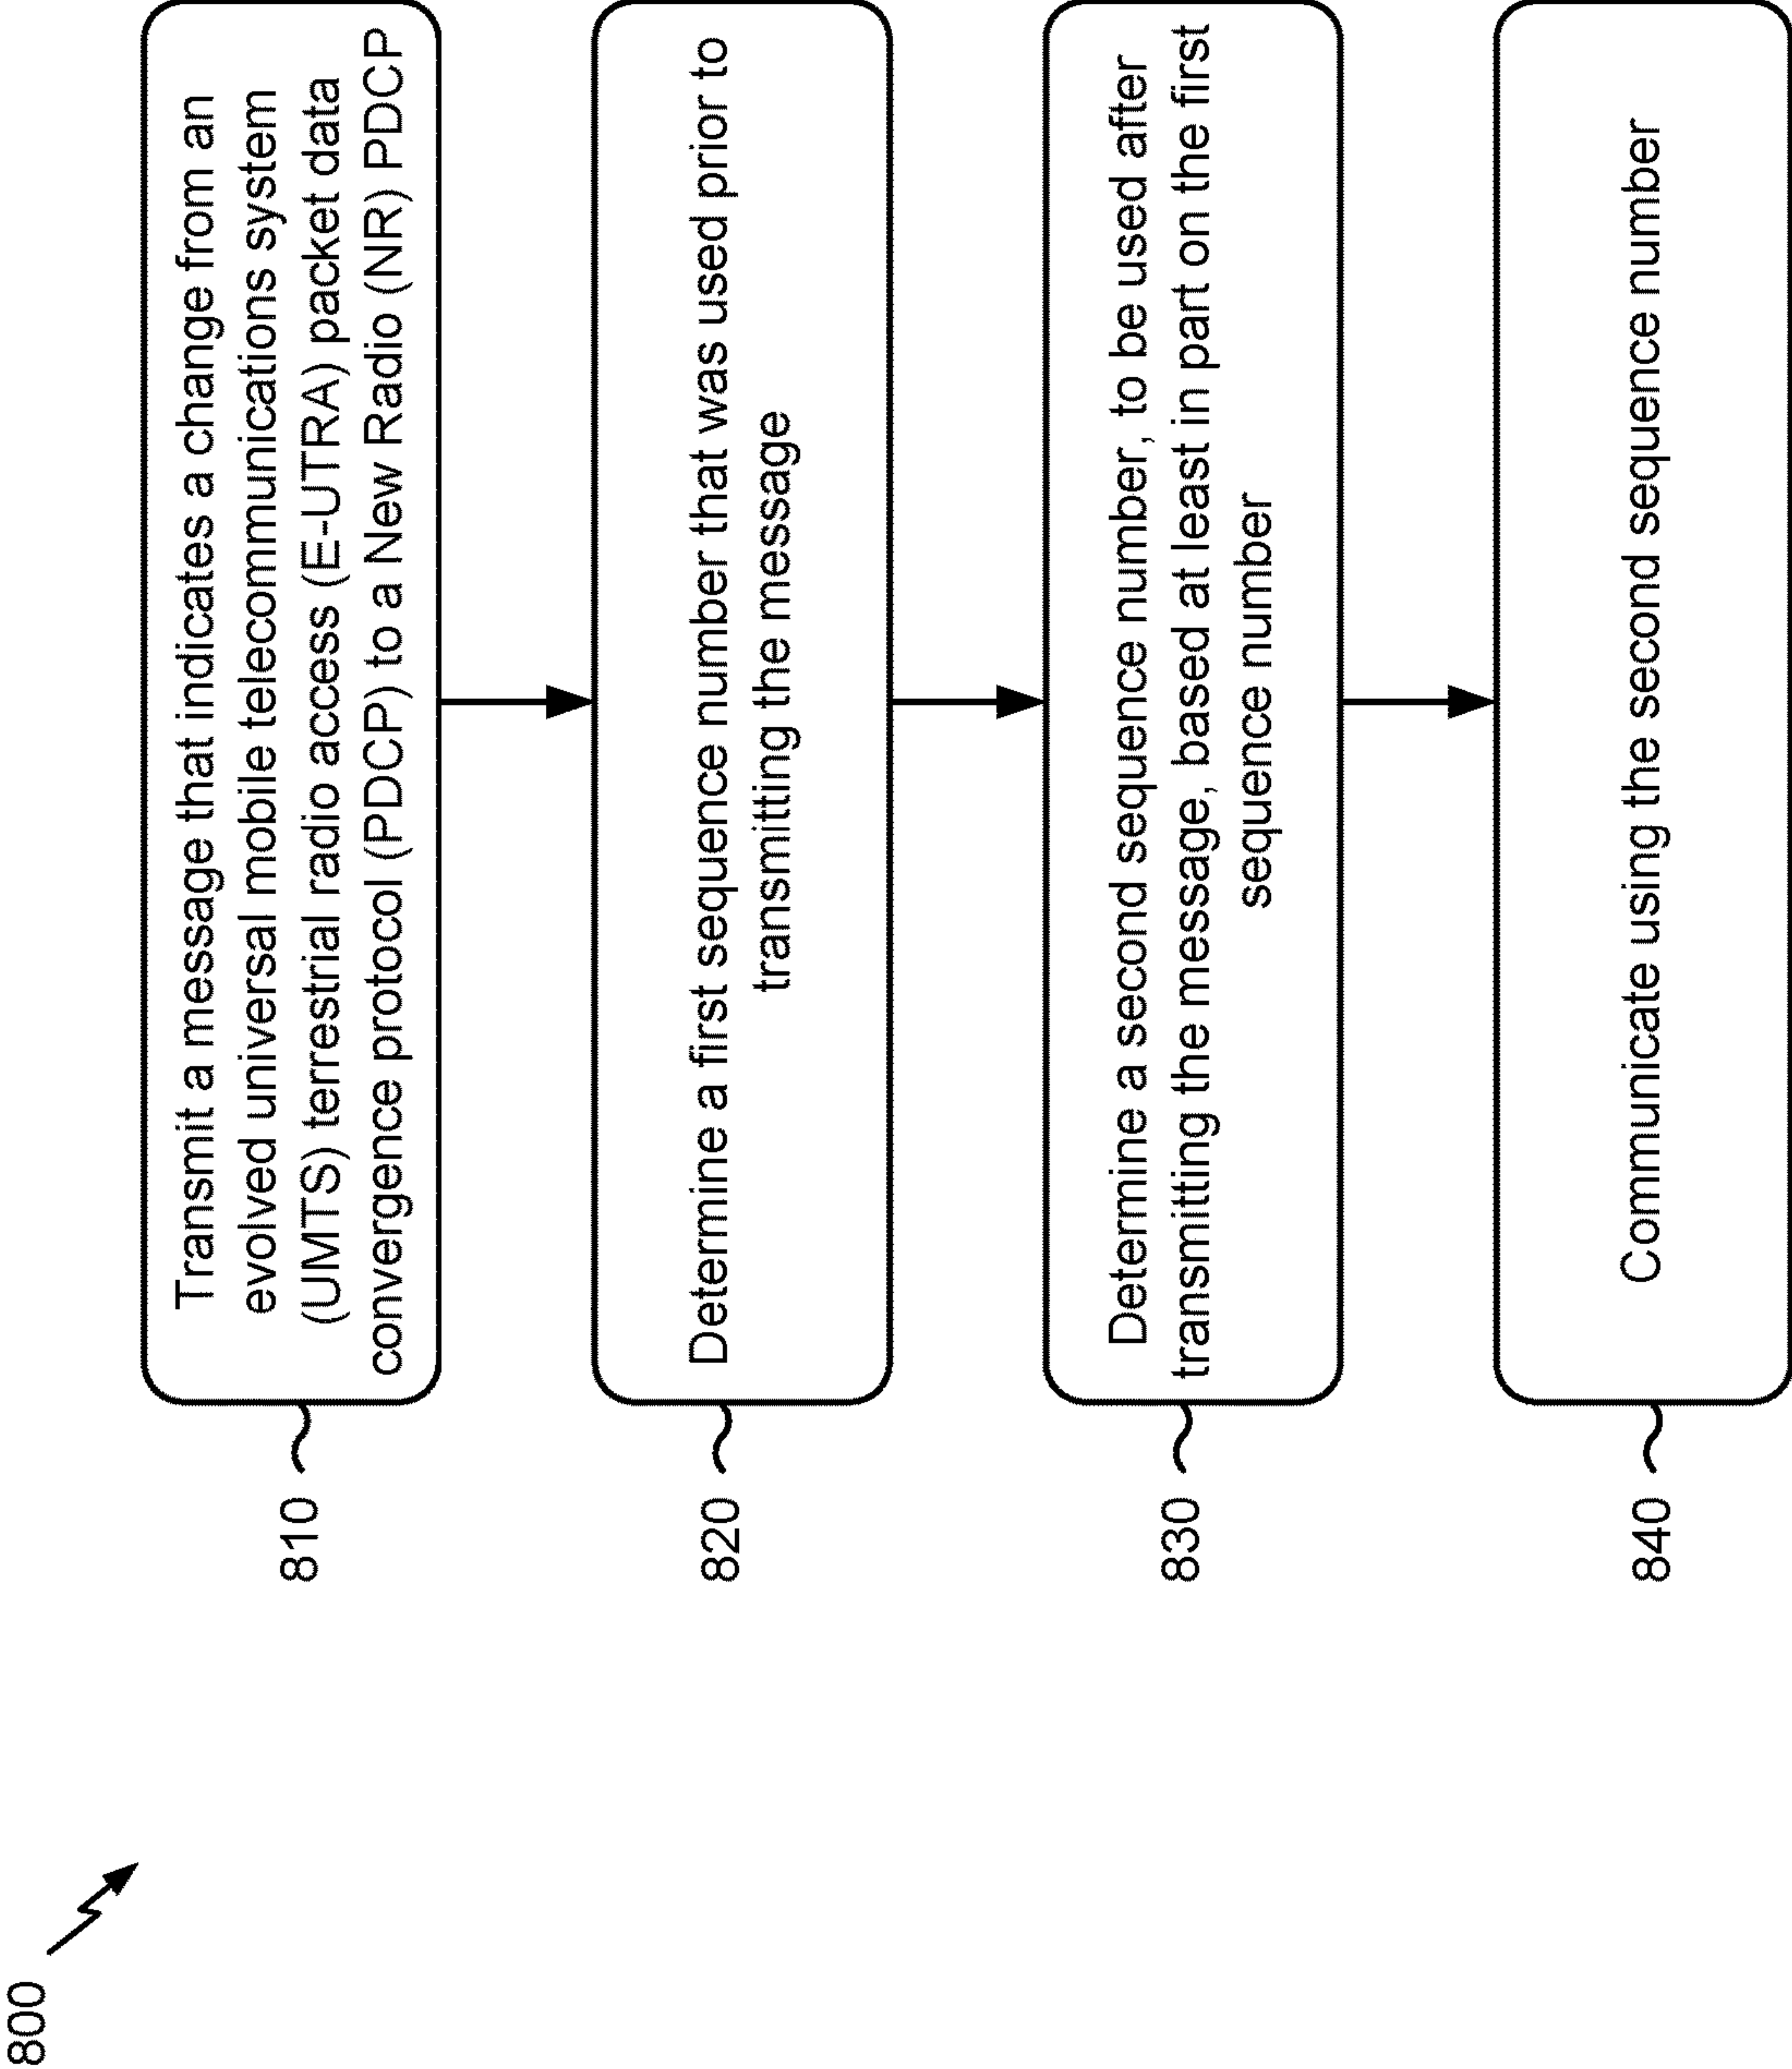 800
810
Transmit a message that indicates a change from an
evolved universal mobile telecommunications system
(UMTS) terrestrial radio access (E-UTRA) packet data
convergence protocol (PDCP) to a New Radio (NR) PDCP
820
Determine a first sequence number that was used prior to
transmitting the message
830
Determine a second sequence number, to be used after
transmitting the message, based at least in part on the first
sequence number
840
Communicate using the second sequence number